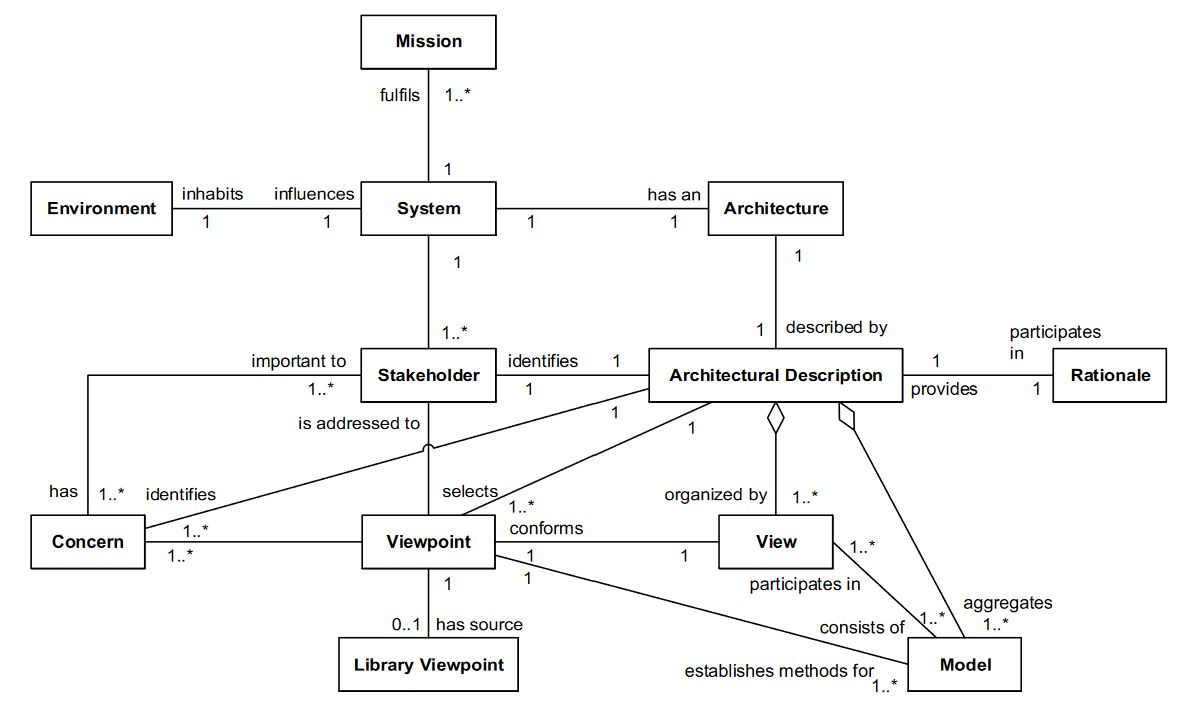 Mission
fulfils 1..*
1
inhabits influences has an
Environment System Architecture
1 1 1 1
1 1
1..* 1 described by participates
in
important to identifies 1 1
Stakeholder Architectural Description Rationale
1..* 1 provides 1
is addressed to 1 1
has 1..* identifies selects 1..* organized by 1..*
1..* conforms
Concern Viewpoint View 1..*
1..* 1 1
1 1 participates in
0..1 has source consists of 1..* aggregates
1..*
Library Viewpoint establishes methods for Model
1..*